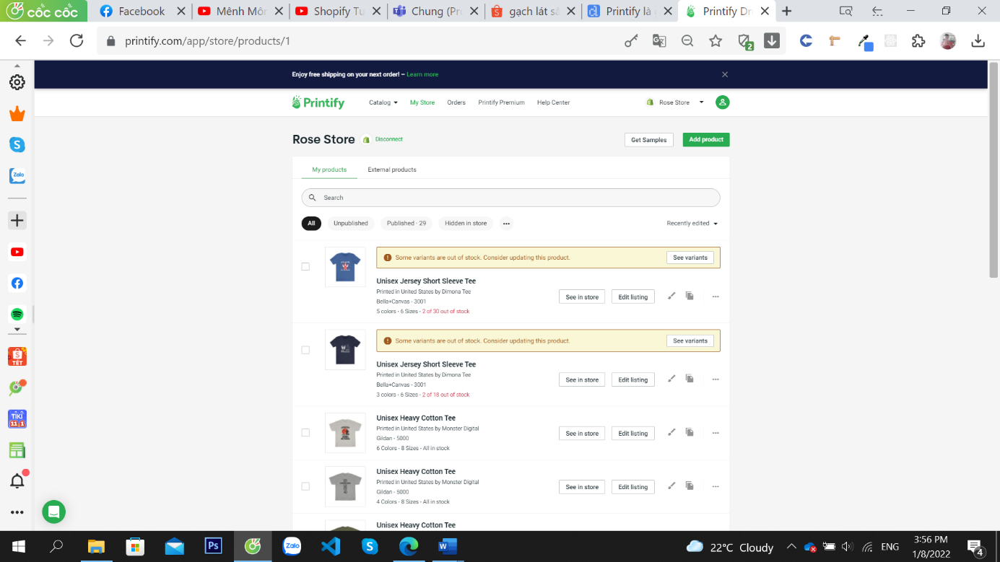 cốc cốc
Facebook
Mênh Môn
Shopify Tu
Chung (Pro
gạch lát sâ
Printify là
Printify Dr
printify.com/app/store/products/1
2
Enjoy free shipping on your next order! – Learn more
Printify
Catalog
My Store
Orders
Printify Premium
Help Center
Rose Store
Rose Store
Disconnect
Get Samples
Add product
My products
External products
Search
All
Unpublished
Published · 29
Hidden in store
Recently edited
Some variants are out of stock. Consider updating this product.
See variants
Unisex Jersey Short Sleeve Tee
Printed in United States by Dimona Tee
Bella+Canvas - 3001
5 colors · 6 Sizes - 2 of 30 out of stock
See in store
Edit listing
Some variants are out of stock. Consider updating this product.
See variants
Unisex Jersey Short Sleeve Tee
Printed in United States by Dimona Tee
Bella+Canvas - 3001
3 colors · 6 Sizes - 2 of 18 out of stock
See in store
Edit listing
Unisex Heavy Cotton Tee
Printed in United States by Monster Digital
Gildan - 5000
6 Colors · 8 Sizes - All in stock
See in store
Edit listing
Unisex Heavy Cotton Tee
Printed in United States by Monster Digital
Gildan - 5000
4 Colors · 8 Sizes - All in stock
See in store
Edit listing
Unisex Heavy Cotton Tee
Zalo
TẾT
TIKI
11.1
Ps
Zalo
22°C Cloudy
ENG
3:56 PM
1/8/2022
4